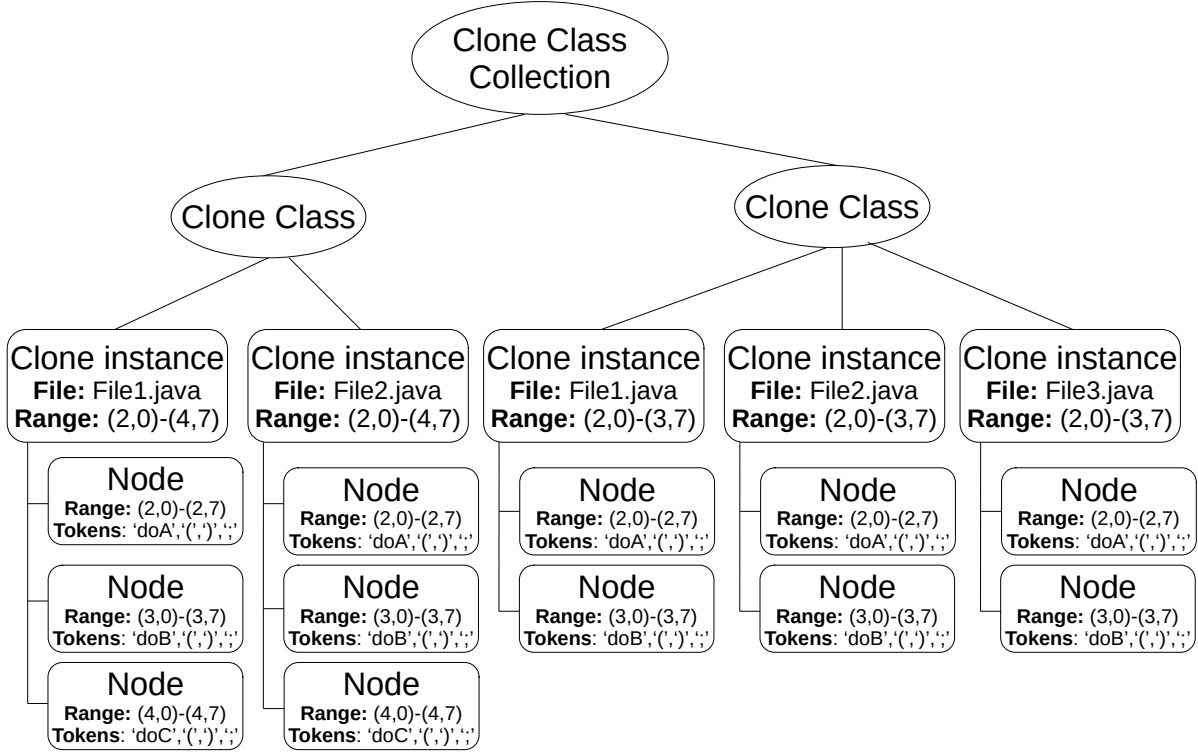 Clone Class
Collection
Clone Class
Clone Class
Clone instance
File: File1.java
Range: (2,0)-(4,7)
Clone instance
File: File2.java
Range: (2,0)-(4,7)
Clone instance
File: File1.java
Range: (2,0)-(3,7)
Clone instance
File: File2.java
Range: (2,0)-(3,7)
Clone instance
File: File3.java
Range: (2,0)-(3,7)
Node
Range: (2,0)-(2,7)
Tokens: ‘doA’,‘(’,‘)’,‘;’
Node
Range: (3,0)-(3,7)
Tokens: ‘doB’,‘(’,‘)’,‘;’
Node
Range: (4,0)-(4,7)
Tokens: ‘doC’,‘(’,‘)’,‘;’
Node
Range: (2,0)-(2,7)
Tokens: ‘doA’,‘(’,‘)’,‘;’
Node
Range: (3,0)-(3,7)
Tokens: ‘doB’,‘(’,‘)’,‘;’
Node
Range: (4,0)-(4,7)
Tokens: ‘doC’,‘(’,‘)’,‘;’
Node
Range: (2,0)-(2,7)
Tokens: ‘doA’,‘(’,‘)’,‘;’
Node
Range: (3,0)-(3,7)
Tokens: ‘doB’,‘(’,‘)’,‘;’
Node
Range: (2,0)-(2,7)
Tokens: ‘doA’,‘(’,‘)’,‘;’
Node
Range: (3,0)-(3,7)
Tokens: ‘doB’,‘(’,‘)’,‘;’
Node
Range: (2,0)-(2,7)
Tokens: ‘doA’,‘(’,‘)’,‘;’
Node
Range: (3,0)-(3,7)
Tokens: ‘doB’,‘(’,‘)’,‘;’